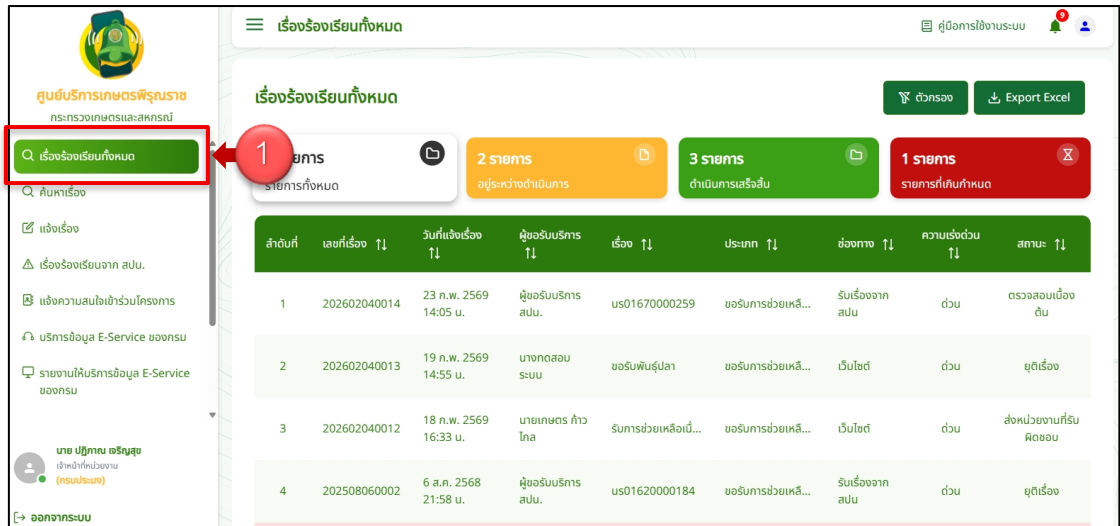 เรื่องร้องเรียนทั้งหมด
คู่มือการใช้งานระบบ
9
ศูนย์บริการเกษตรพิรุณราช
กระทรวงเกษตรและสหกรณ์
เรื่องร้องเรียนทั้งหมด
ค้นหาเรื่อง
แจ้งเรื่อง
เรื่องร้องเรียนจาก สปน.
แจ้งความสนใจเข้าร่วมโครงการ
บริการข้อมูล E-Service ของกรม
รายงานให้บริการข้อมูล E-Service
ของกรม
นาย ปฏิภาณ เจริญสุข
เจ้าหน้าที่หน่วยงาน
(กรมประมง)
ออกจากระบบ
1
เรื่องร้องเรียนทั้งหมด
ตัวกรอง
Export Excel
รายการทั้งหมด
2 รายการ
อยู่ระหว่างดำเนินการ
3 รายการ
ดำเนินการเสร็จสิ้น
1 รายการ
รายการที่เกินกำหนด
ลำดับที่ เลขที่เรื่อง วันที่แจ้งเรื่อง ผู้ขอรับบริการ เรื่อง ประเภท ช่องทาง ความเร่งด่วน สถานะ
1 202602040014 23 ก.พ. 2569 ผู้ขอรับบริการ นร01670000259 ขอรับการช่วยเหลื... รับเรื่องจาก ด่วน ตรวจสอบเบื้อง
14:05 น. สปน. สปน ต้น
2 202602040013 19 ก.พ. 2569 นางทดสอบ ขอรับพันธุ์ปลา ขอรับการช่วยเหลื... เว็บไซต์ ด่วน ยุติเรื่อง
14:55 น. ระบบ
3 202602040012 18 ก.พ. 2569 นายเกษตร ก้าว รับการช่วยเหลือเบื้... ขอรับการช่วยเหลื... เว็บไซต์ ด่วน ส่งหน่วยงานที่รับ
16:33 น. ไกล ผิดชอบ
4 202508060002 6 ส.ค. 2568 ผู้ขอรับบริการ นร01620000184 ขอรับการช่วยเหลื... รับเรื่องจาก ด่วน ยุติเรื่อง
21:58 น. สปน. สปน